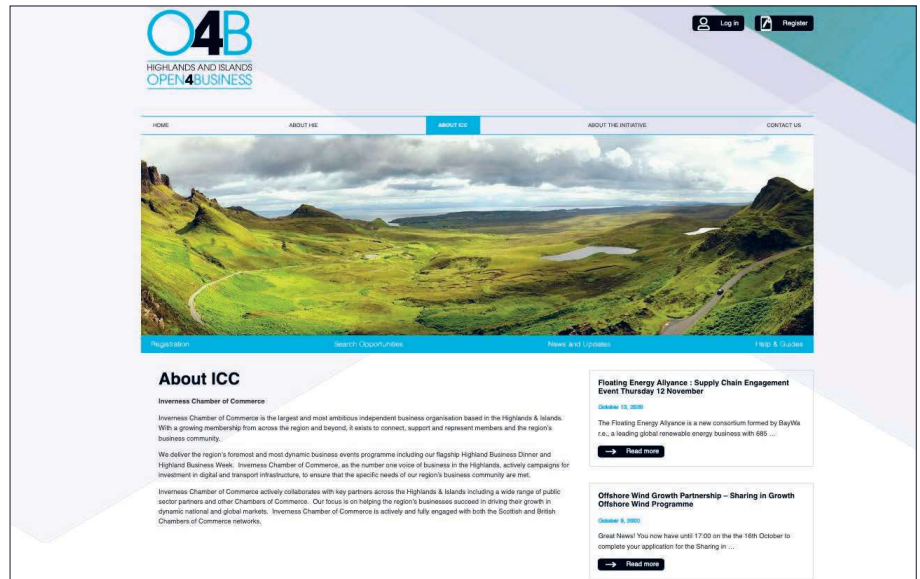 O4B
HIGHLANDS AND ISLANDS
OPEN4BUSINESS
Log in
Register
HOME
ABOUT HIE
ABOUT ICC
ABOUT THE INITIATIVE
CONTACT US
Registration
Search Opportunities
News and Updates
Help & Guides
About ICC
Inverness Chamber of Commerce
Inverness Chamber of Commerce is the largest and most ambitious independent business organisation based in the Highlands & Islands.
With a growing membership from across the region and beyond, it exists to connect, support and represent members and the region's
business community.
We deliver the region's foremost and most dynamic business events programme including our flagship Highland Business Dinner and
Highland Business Week. Inverness Chamber of Commerce, as the number one voice of business in the Highlands, actively campaigns for
investment in digital and transport infrastructure, to ensure that the specific needs of our region's business community are met.
Inverness Chamber of Commerce actively collaborates with key partners across the Highlands & Islands including a wide range of public
sector partners and other Chambers of Commerce. Our focus is on helping the region's businesses succeed in driving their growth in
dynamic national and global markets. Inverness Chamber of Commerce is actively and fully engaged with both the Scottish and British
Chambers of Commerce networks.
Floating Energy Allyance : Supply Chain Engagement
Event Thursday 12 November
October 13, 2020
The Floating Energy Allyance is a new consortium formed by BayWa
r.e., a leading global renewable energy business with 685 ...
Read more
Offshore Wind Growth Partnership – Sharing in Growth
Offshore Wind Programme
October 9, 2020
Great News! You now have until 17:00 on the the 16th October to
complete your application for the Sharing in ...
Read more